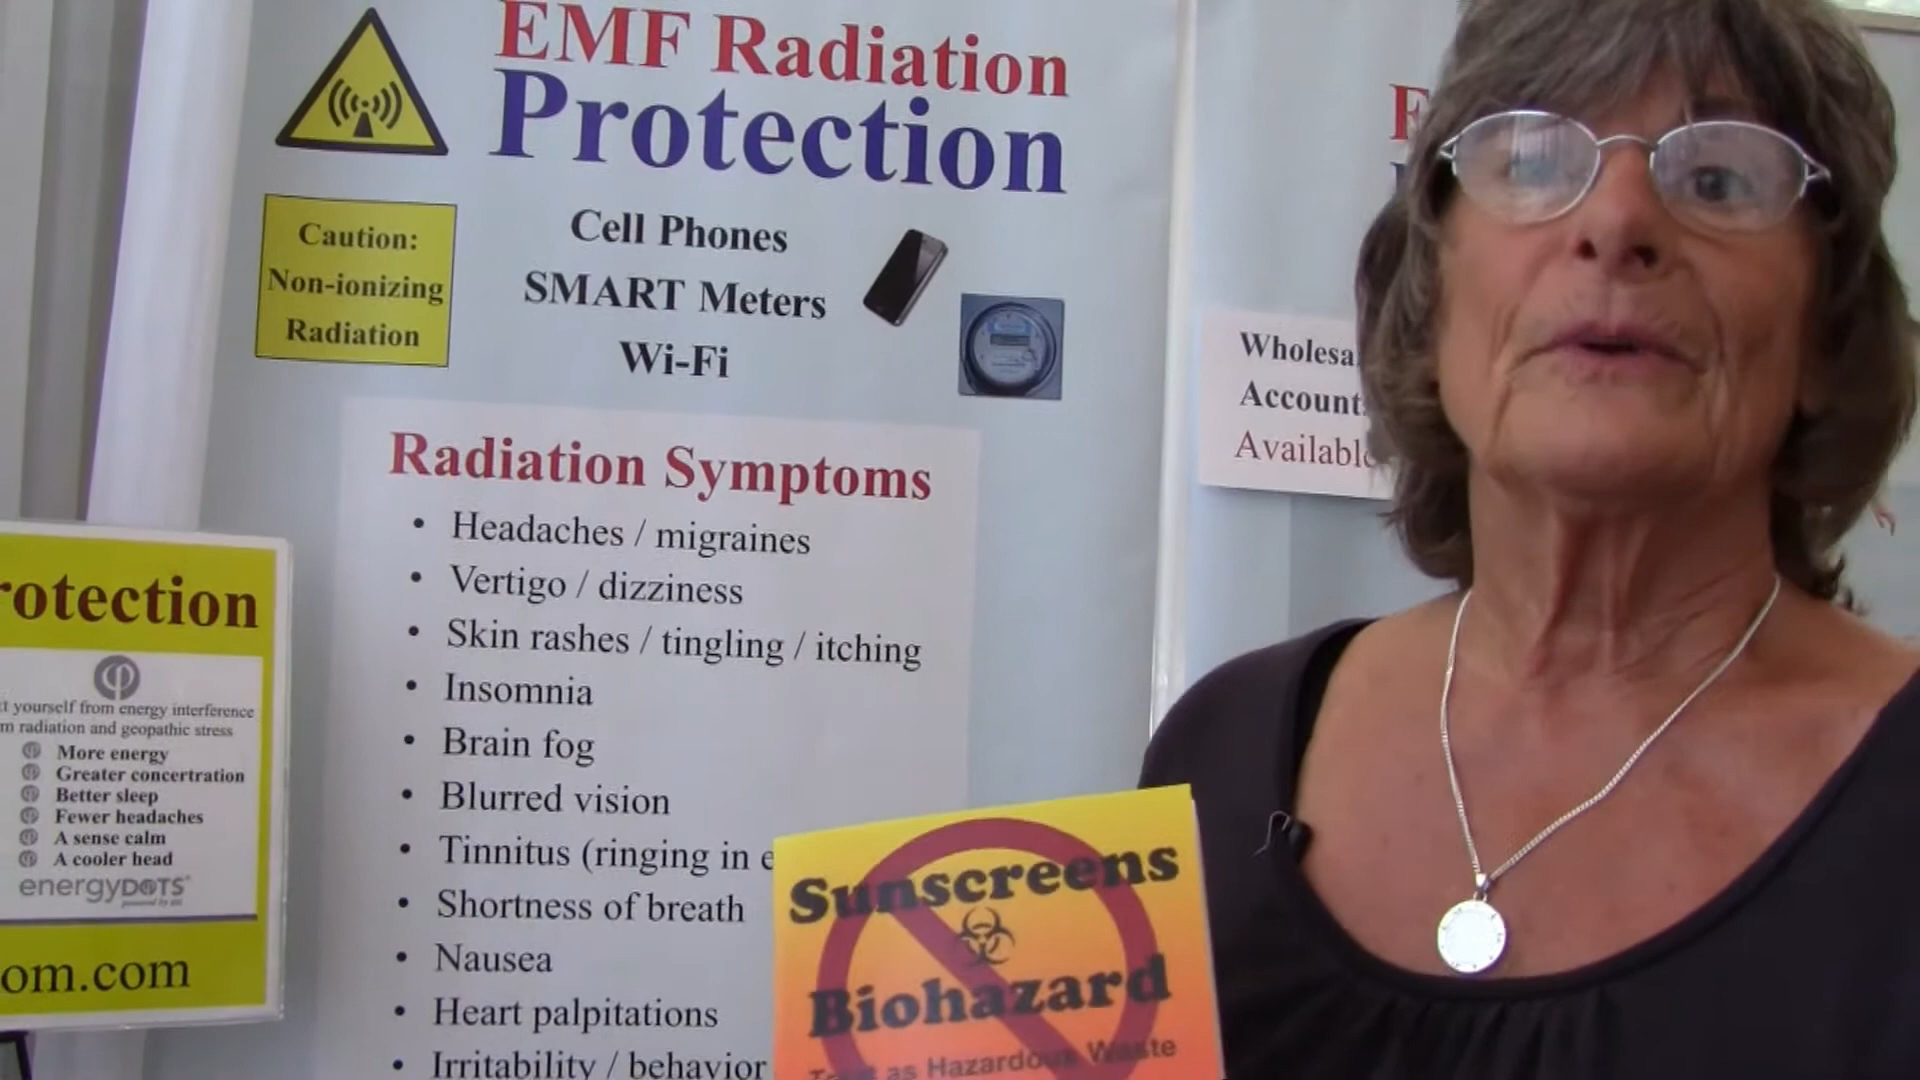 EMF Radiation
Protection
Caution:
Non-ionizing
Radiation
Cell Phones
SMART Meters
Wi-Fi
Radiation Symptoms
• Headaches / migraines
• Vertigo / dizziness
• Skin rashes / tingling / itching
• Insomnia
• Brain fog
• Blurred vision
• Tinnitus (ringing in e
• Shortness of breath
• Nausea
• Heart palpitations
• Irritability / behavior
rotection
t yourself from energy interference
m radiation and geopathic stress
More energy
Greater concertration
Better sleep
Fewer headaches
A sense calm
A cooler head
energyDOTS
om.com
Sunscreens
Biohazard
as Hazardous Waste
Wholesa
Account
Available